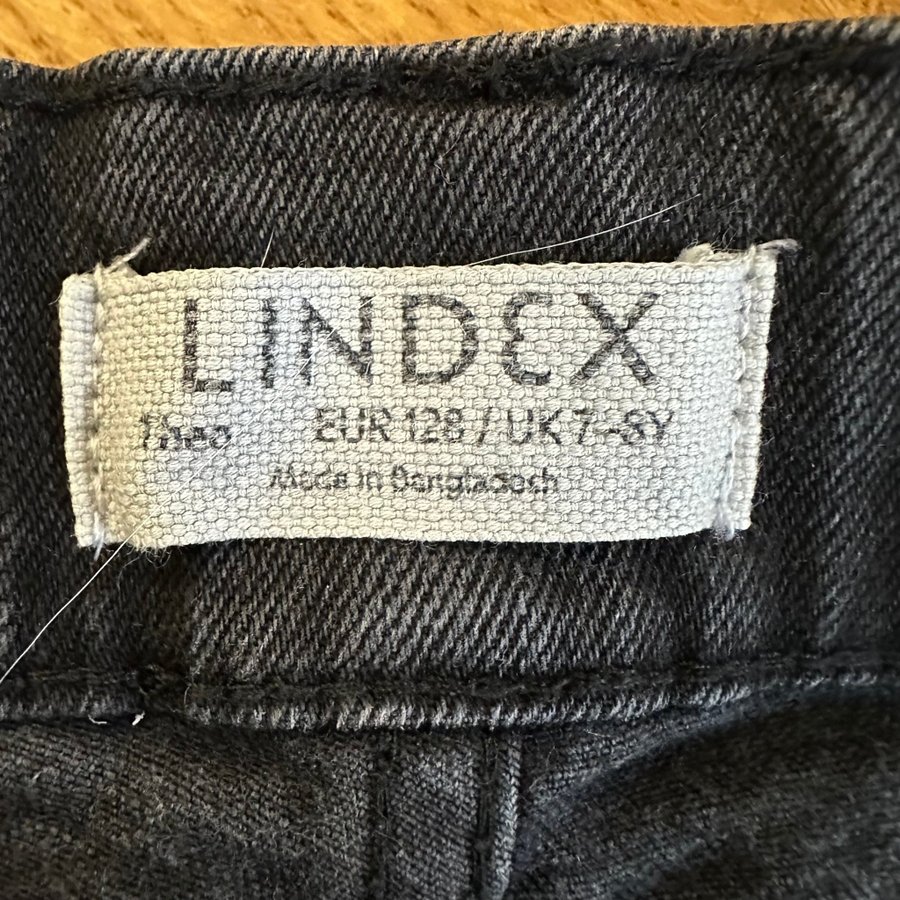 LINDEX
Theo EUR 128 / UK 7-8Y
Made in Bangladesh